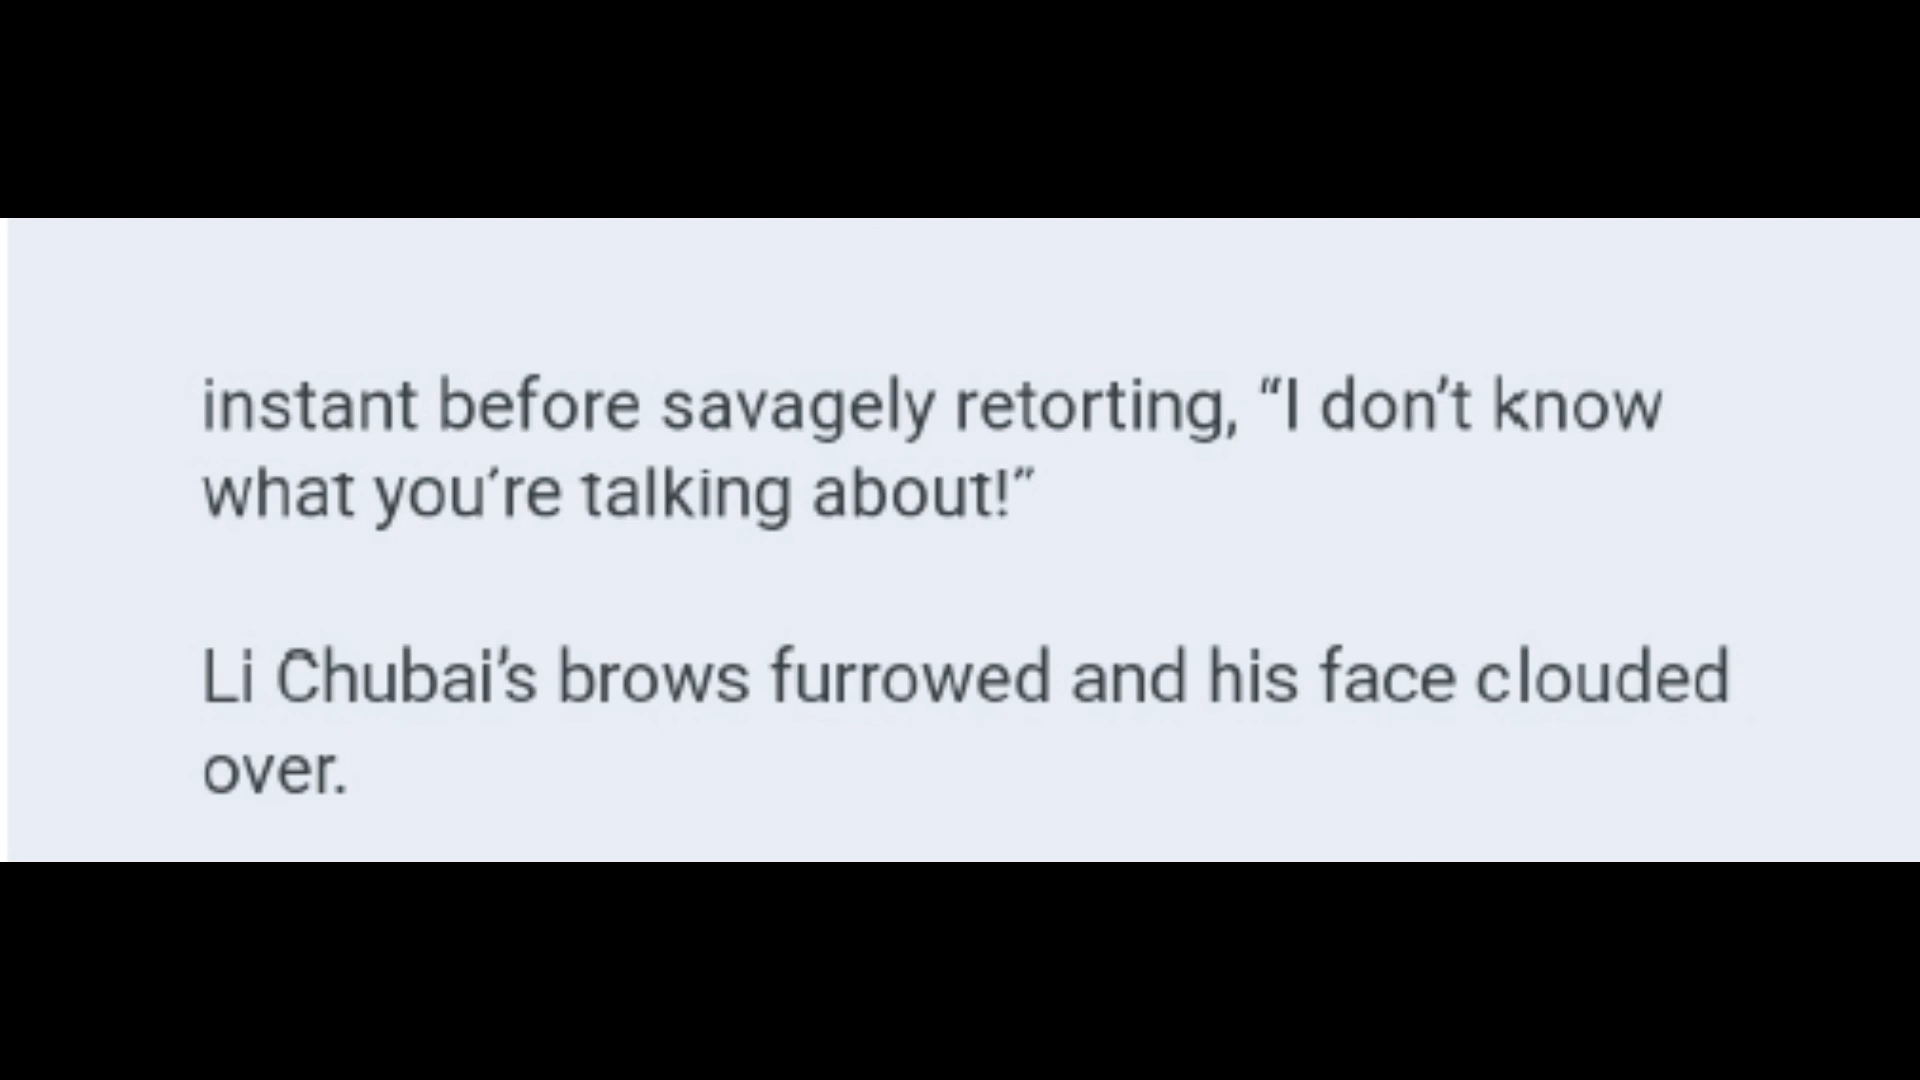 instant before savagely retorting, “I don’t know
what you’re talking about!”
Li Chubai’s brows furrowed and his face clouded
over.